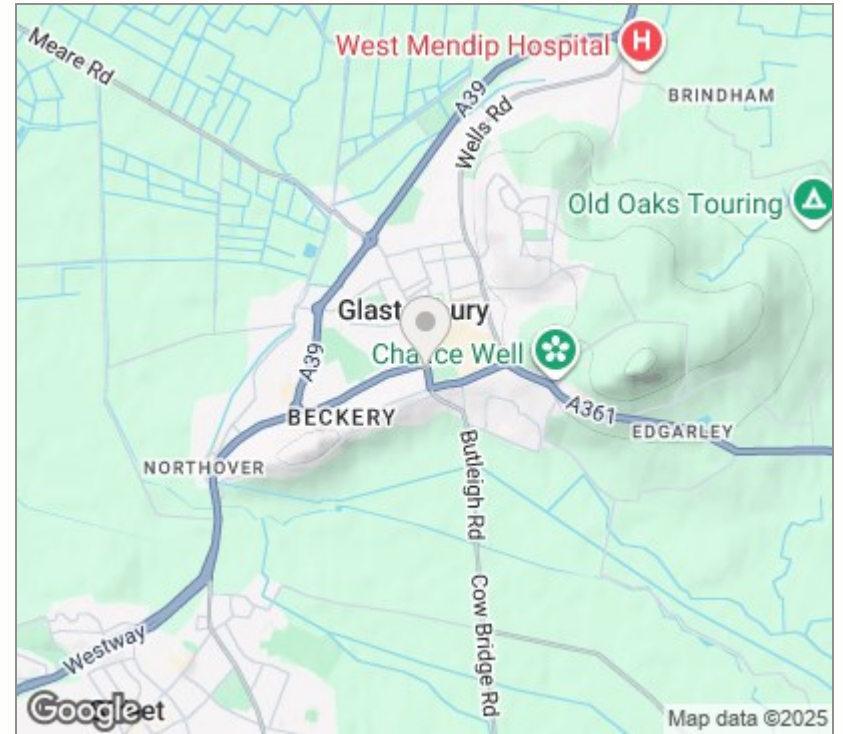 Meare Rd
West Mendip Hospital
H
A39
Wells Rd
BRINDHAM
Old Oaks Touring
Glast ury
Cha ce Well
A39
BECKERY
A361
EDGARLEY
NORTHOVER
Butleigh Rd
Cow Bridge Rd
Westway
Google
eet
Map data ©2025